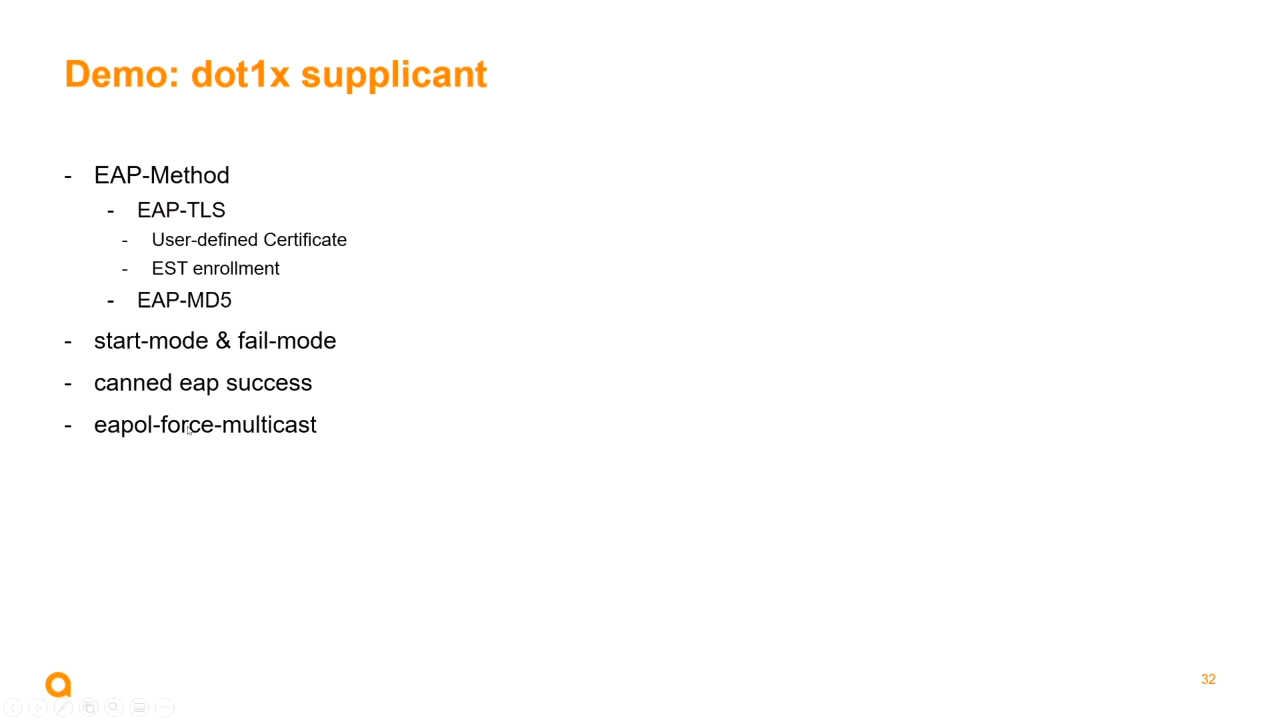 Demo: dot1x supplicant
- EAP-Method
- EAP-TLS
- User-defined Certificate
- EST enrollment
- EAP-MD5
- start-mode & fail-mode
- canned eap success
- eapol-force-multicast
32